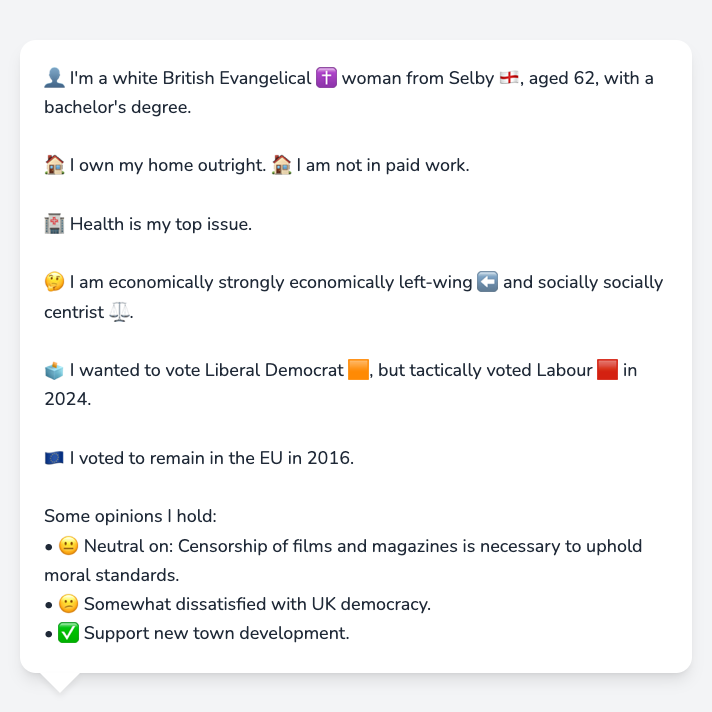 👤 I'm a white British Evangelical ✝️ woman from Selby 🏴󠁧󠁢󠁥󠁮󠁧󠁿, aged 62, with a
bachelor's degree.
🏠 I own my home outright. 🏠 I am not in paid work.
🏥 Health is my top issue.
🤔 I am economically strongly economically left-wing ⬅️ and socially socially
centrist ⚖️.
🗳️ I wanted to vote Liberal Democrat 🟧, but tactically voted Labour 🟥 in
2024.
🇪🇺 I voted to remain in the EU in 2016.
Some opinions I hold:
• 😐 Neutral on: Censorship of films and magazines is necessary to uphold
moral standards.
• 😕 Somewhat dissatisfied with UK democracy.
• ✅ Support new town development.